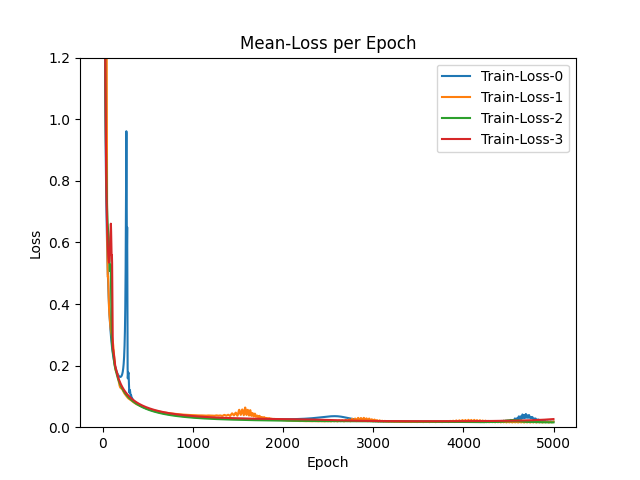 Mean-Loss per Epoch
Train-Loss-0
Train-Loss-1
Train-Loss-2
Train-Loss-3
Loss
1.2
1.0
0.8
0.6
0.4
0.2
0.0
0 1000 2000 3000 4000 5000
Epoch